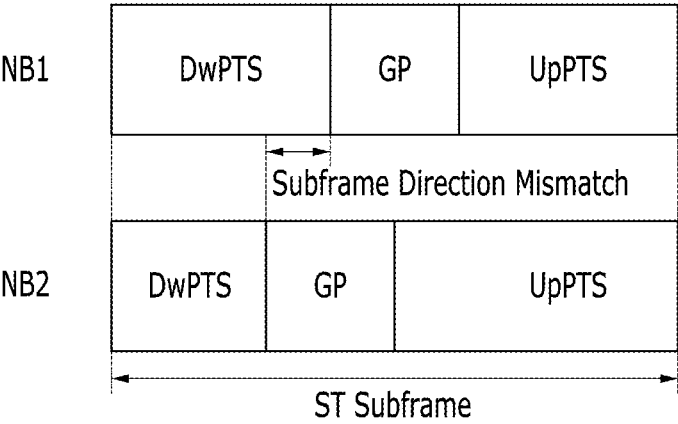 NB1 DwPTS GP UpPTS
Subframe Direction Mismatch
NB2 DwPTS GP UpPTS
ST Subframe